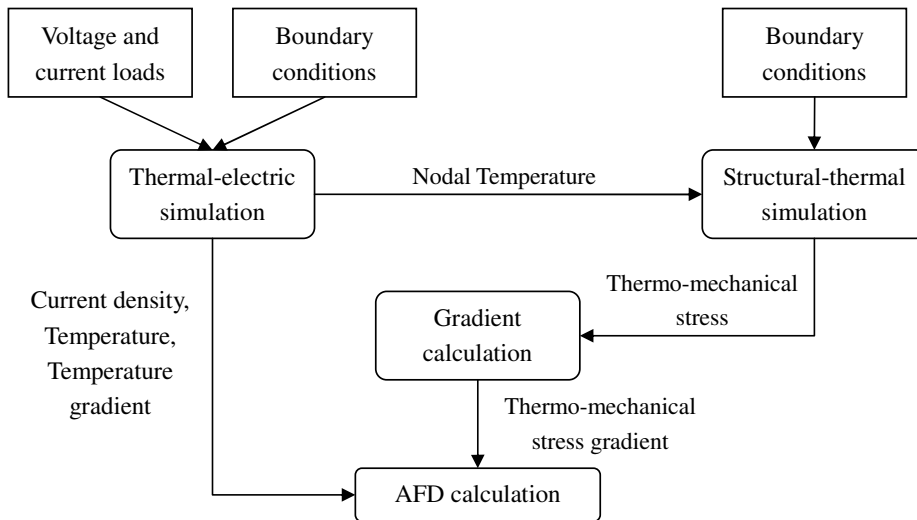 Voltage and
current loads
Boundary
conditions
Boundary
conditions
Thermal-electric
simulation
Nodal Temperature
Structural-thermal
simulation
Current density,
Temperature,
Temperature
gradient
Thermo-mechanical
stress
Gradient
calculation
Thermo-mechanical
stress gradient
AFD calculation